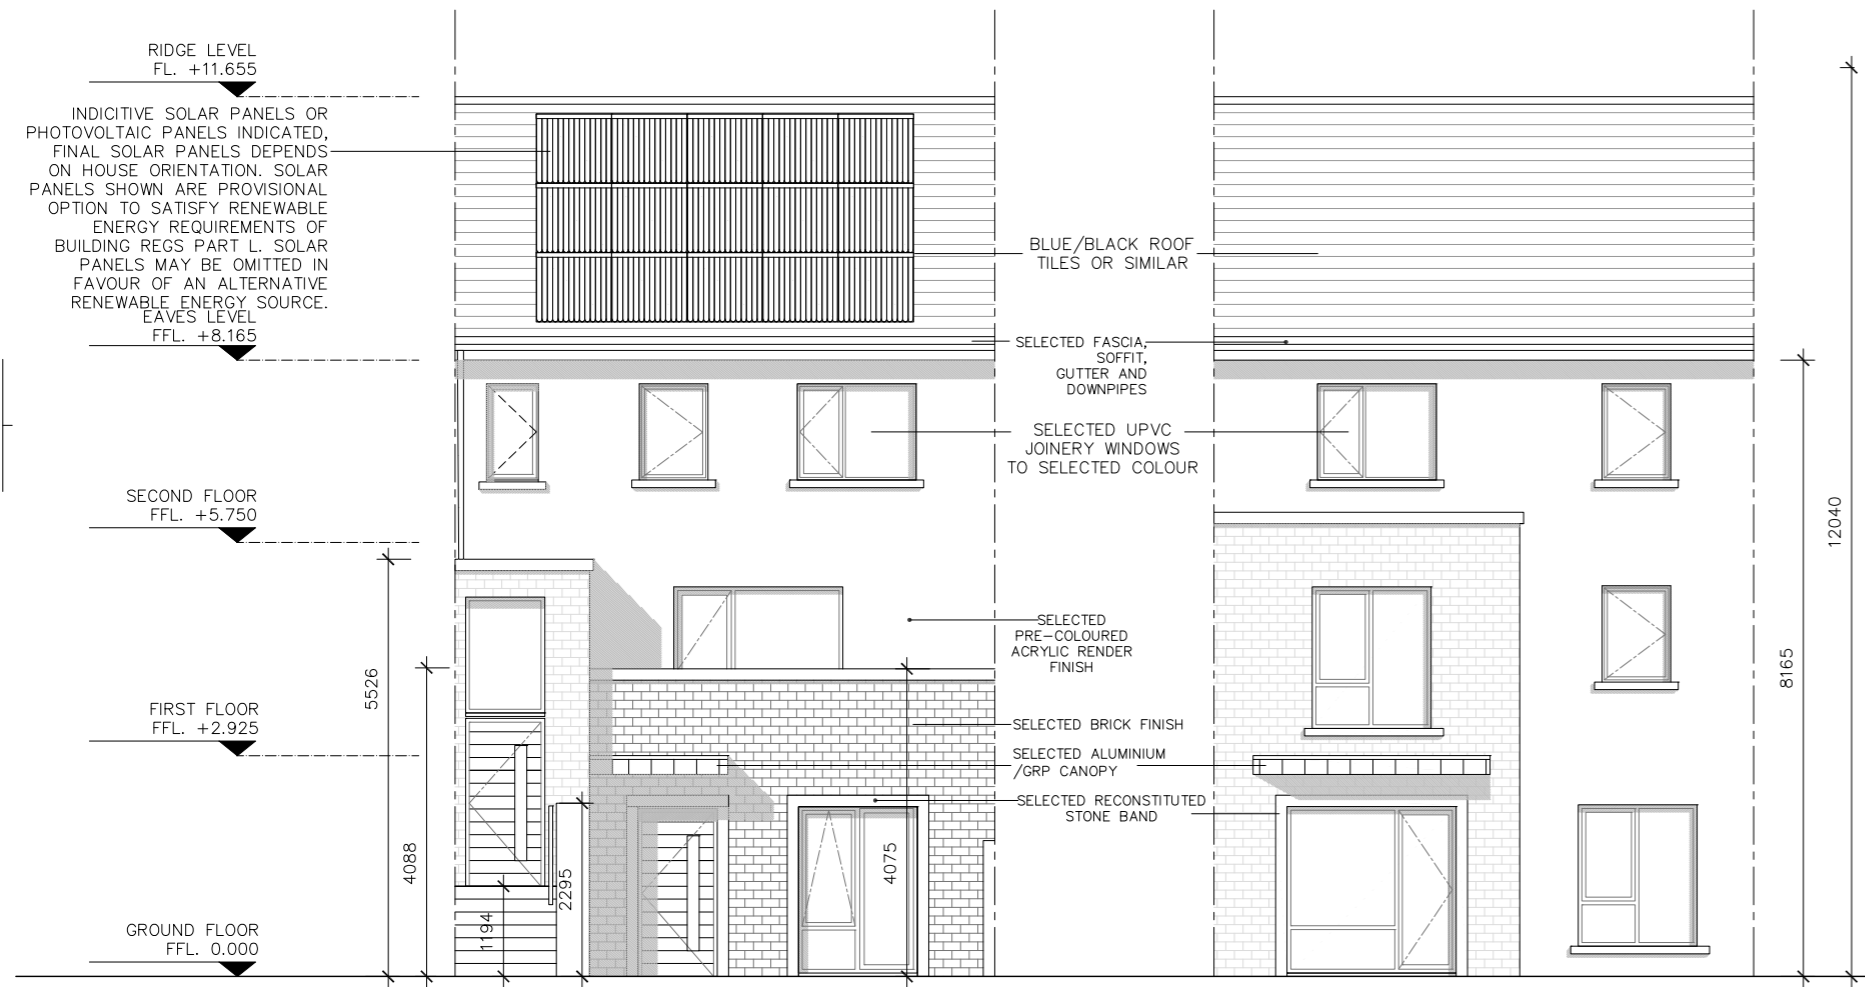 RIDGE LEVEL
FL. +11.655
INDICITIVE SOLAR PANELS OR
PHOTOVOLTAIC PANELS INDICATED,
FINAL SOLAR PANELS DEPENDS
ON HOUSE ORIENTATION. SOLAR
PANELS SHOWN ARE PROVISIONAL
OPTION TO SATISFY RENEWABLE
ENERGY REQUIREMENTS OF
BUILDING REGS PART L. SOLAR
PANELS MAY BE OMITTED IN
FAVOUR OF AN ALTERNATIVE
RENEWABLE ENERGY SOURCE.
EAVES LEVEL
FFL. +8.165
SECOND FLOOR
FFL. +5.750
FIRST FLOOR
FFL. +2.925
GROUND FLOOR
FFL. 0.000
5526
4088
1194
2295
4075
BLUE/BLACK ROOF
TILES OR SIMILAR
SELECTED FASCIA,
SOFFIT,
GUTTER AND
DOWNPIPES
SELECTED UPVC
JOINERY WINDOWS
TO SELECTED COLOUR
SELECTED
PRE-COLOURED
ACRYLIC RENDER
FINISH
SELECTED BRICK FINISH
SELECTED ALUMINIUM
/GRP CANOPY
SELECTED RECONSTITUTED
STONE BAND
8165
12040